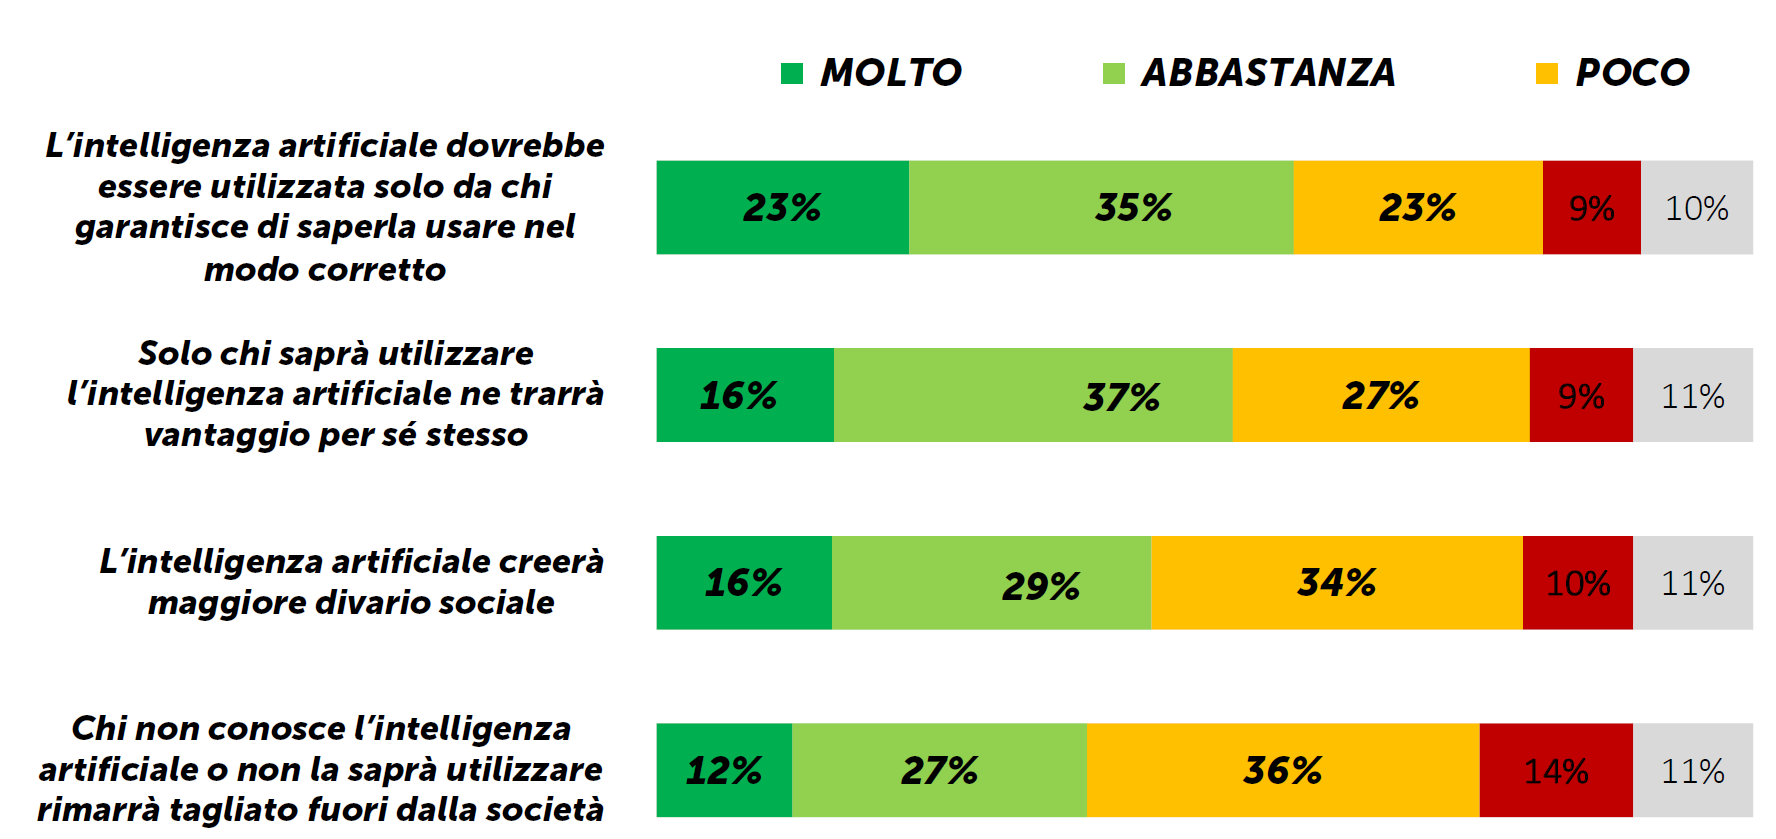 MOLTO ABBASTANZA POCO
L’intelligenza artificiale dovrebbe
essere utilizzata solo da chi
garantisce di saperla usare nel
modo corretto
23% 35% 23% 9% 10%
Solo chi saprà utilizzare
l’intelligenza artificiale ne trarrà
vantaggio per sé stesso
16% 37% 27% 9% 11%
L’intelligenza artificiale creerà
maggiore divario sociale
16% 29% 34% 10% 11%
Chi non conosce l’intelligenza
artificiale o non la saprà utilizzare
rimarrà tagliato fuori dalla società
12% 27% 36% 14% 11%